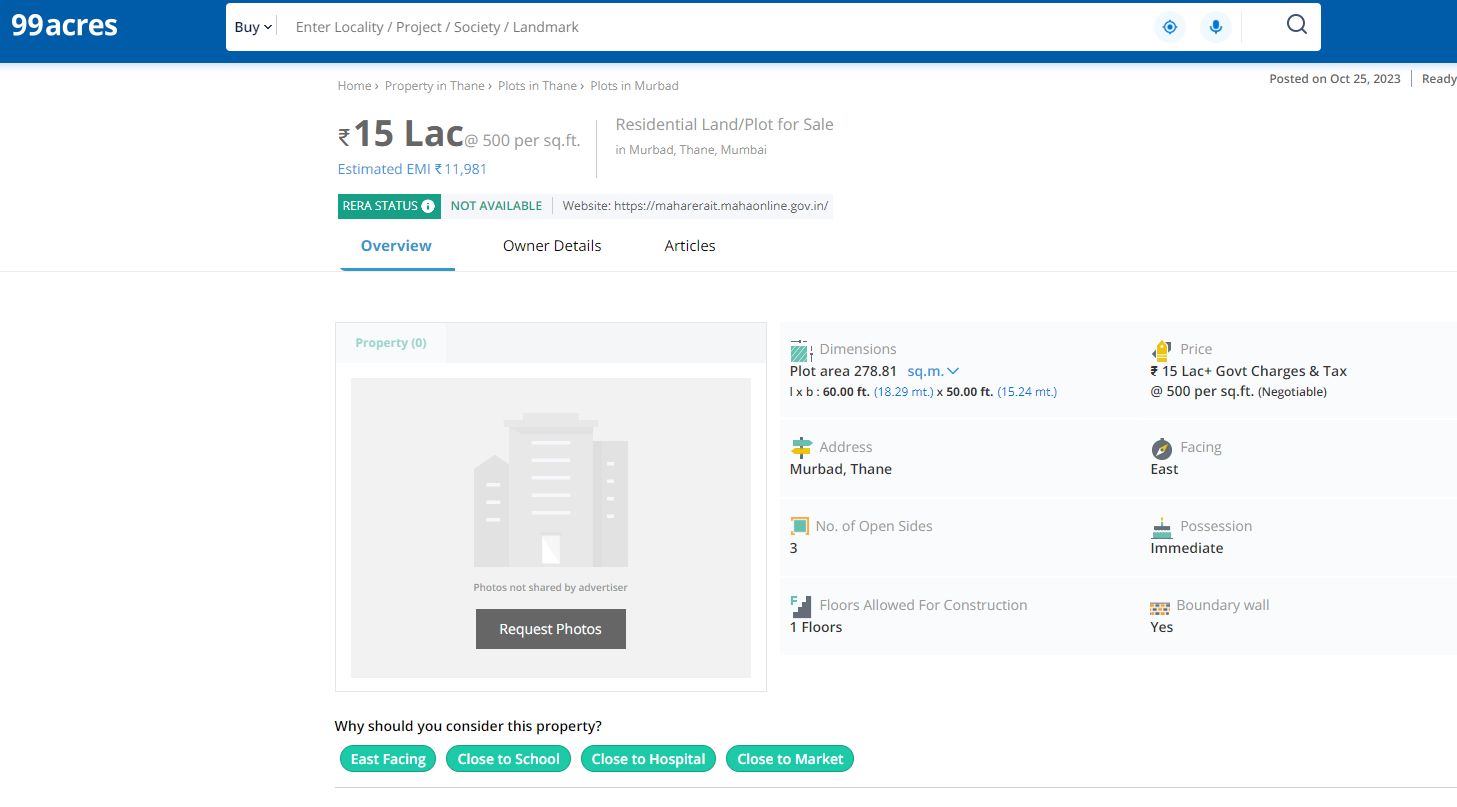 99acres
Buy
Enter Locality / Project / Society / Landmark
Posted on Oct 25, 2023 | Ready
Home › Property in Thane › Plots in Thane › Plots in Murbad
₹ 15 Lac @ 500 per sq.ft.
Estimated EMI ₹ 11,981
Residential Land/Plot for Sale
in Murbad, Thane, Mumbai
RERA STATUS i NOT AVAILABLE | Website: https://maharerait.mahaonline.gov.in/
Overview Owner Details Articles
Property (0)
Photos not shared by advertiser
Request Photos
Dimensions
Plot area 278.81 sq.m.
l x b : 60.00 ft. (18.29 mt.) x 50.00 ft. (15.24 mt.)
Price
₹ 15 Lac+ Govt Charges & Tax
@ 500 per sq.ft. (Negotiable)
Address
Murbad, Thane
Facing
East
No. of Open Sides
3
Possession
Immediate
F
Floors Allowed For Construction
1 Floors
Boundary wall
Yes
Why should you consider this property?
East Facing Close to School Close to Hospital Close to Market